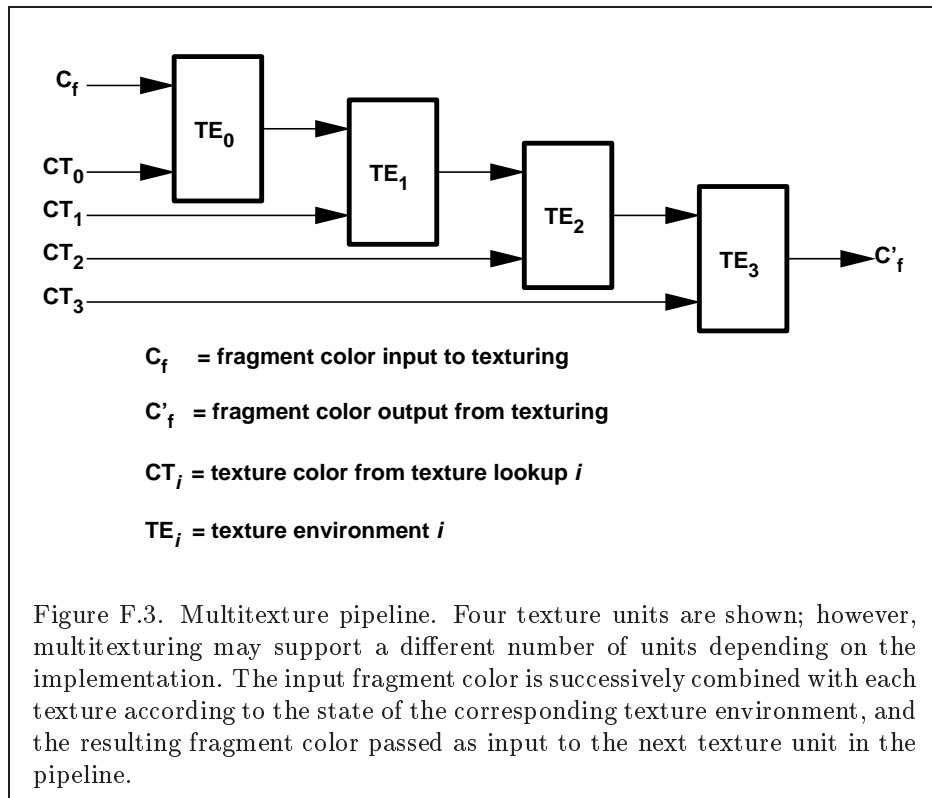 C_f
TE_0
CT_0
TE_1
CT_1
TE_2
CT_2
TE_3
C'_f
CT_3
C_f = fragment color input to texturing
C'_f = fragment color output from texturing
CT_i = texture color from texture lookup i
TE_i = texture environment i
Figure F.3. Multitexture pipeline. Four texture units are shown; however,
multitexturing may support a different number of units depending on the
implementation. The input fragment color is successively combined with each
texture according to the state of the corresponding texture environment, and
the resulting fragment color passed as input to the next texture unit in the
pipeline.